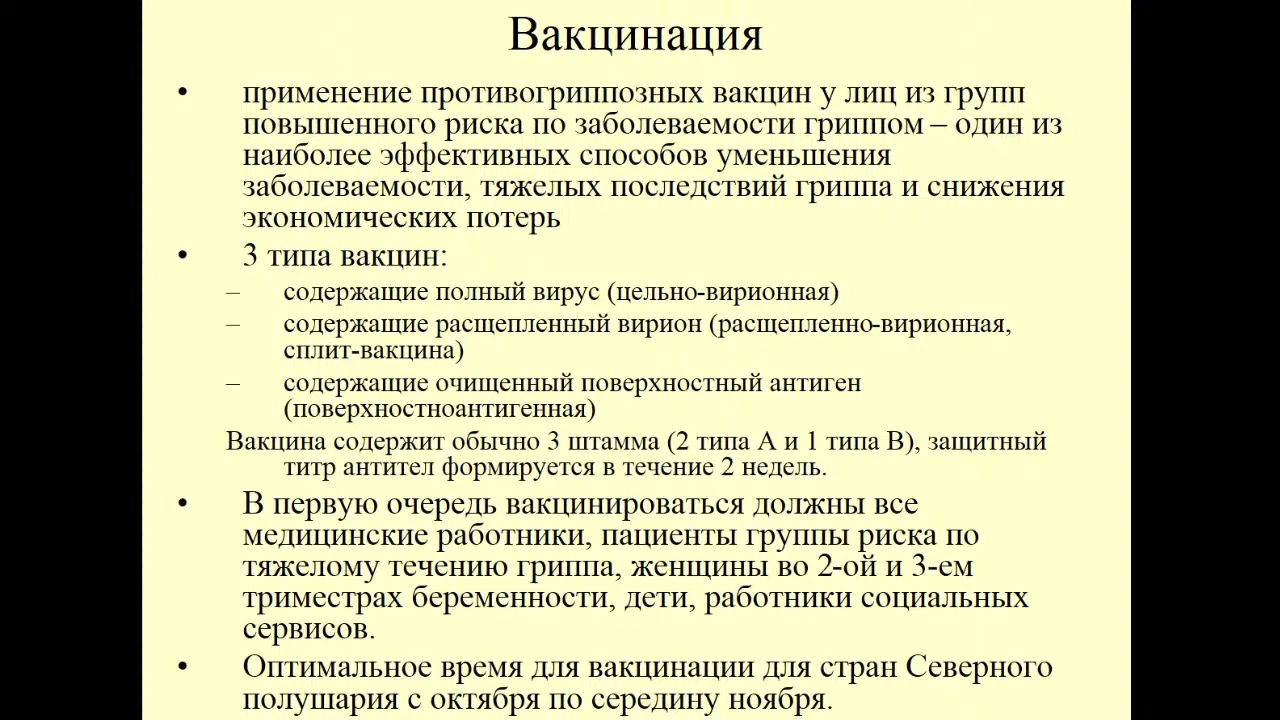 Вакцинация
• применение противогриппозных вакцин у лиц из групп
повышенного риска по заболеваемости гриппом – один из
наиболее эффективных способов уменьшения
заболеваемости, тяжелых последствий гриппа и снижения
экономических потерь
• 3 типа вакцин:
– содержащие полный вирус (цельно-вирионная)
– содержащие расщепленный вирион (расщепленно-вирионная,
сплит-вакцина)
– содержащие очищенный поверхностный антиген
(поверхностноантигенная)
Вакцина содержит обычно 3 штамма (2 типа А и 1 типа В), защитный
титр антител формируется в течение 2 недель.
• В первую очередь вакцинироваться должны все
медицинские работники, пациенты группы риска по
тяжелому течению гриппа, женщины во 2-ой и 3-ем
триместрах беременности, дети, работники социальных
сервисов.
• Оптимальное время для вакцинации для стран Северного
полушария с октября по середину ноября.